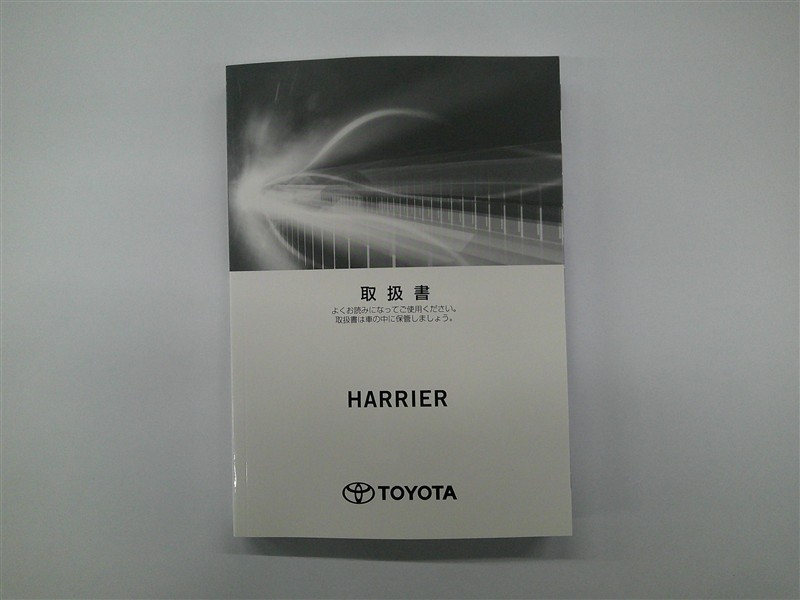 取扱書
よくお読みになってご使用ください。
取扱書は車の中に保管しましょう。
HARRIER
TOYOTA